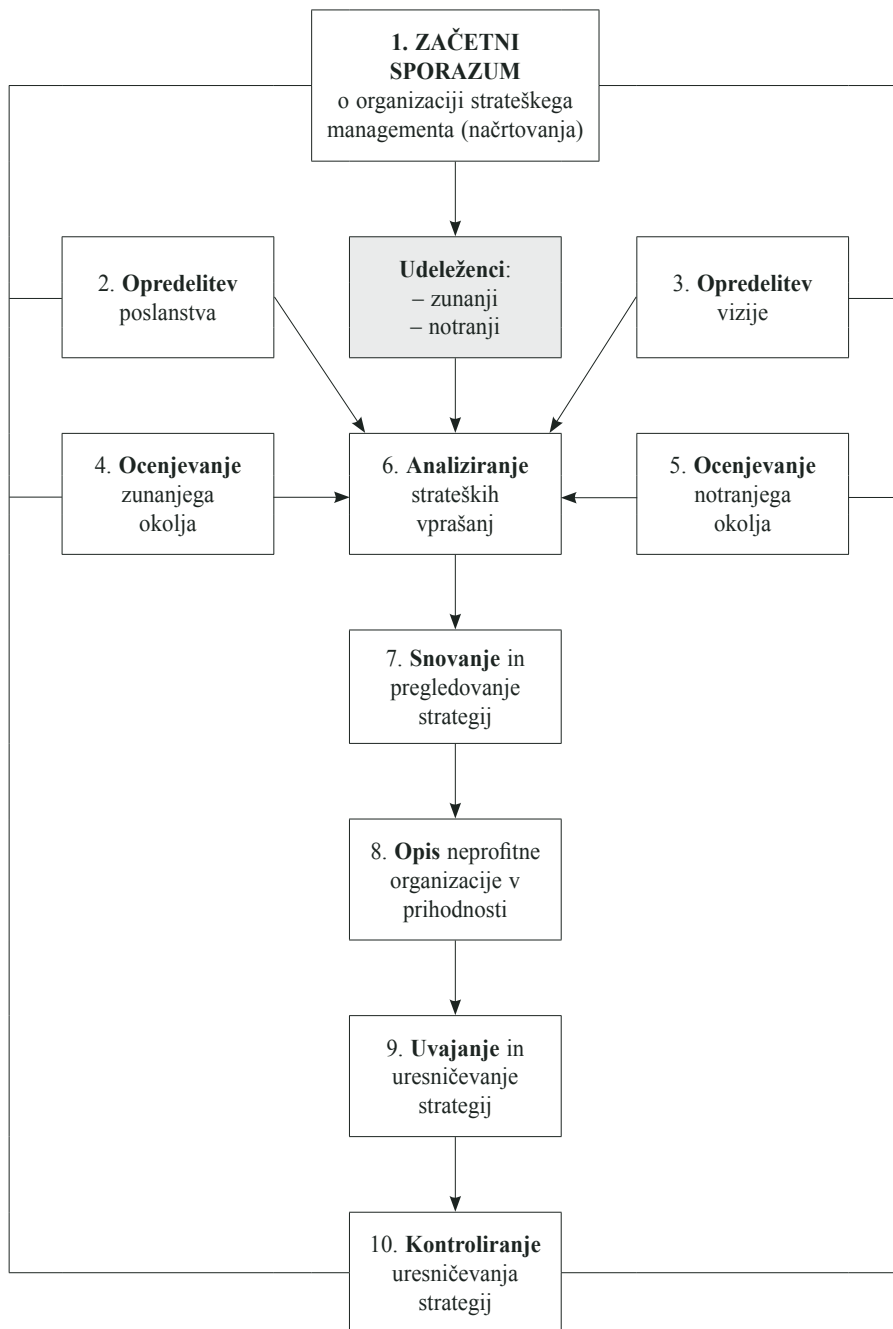 1. ZAČETNI
SPORAZUM
o organizaciji strateškega
managementa (načrtovanja)
2. Opredelitev
poslanstva
Udeleženci:
– zunanji
– notranji
3. Opredelitev
vizije
4. Ocenjevanje
zunanjega
okolja
6. Analiziranje
strateških
vprašanj
5. Ocenjevanje
notranjega
okolja
7. Snovanje in
pregledovanje
strategij
8. Opis neprofitne
organizacije v
prihodnosti
9. Uvajanje in
uresničevanje
strategij
10. Kontroliranje
uresničevanja
strategij